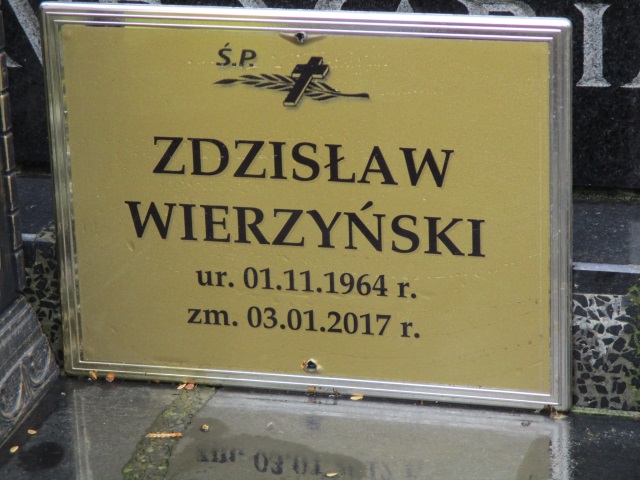 Ś.P.
ZDZISŁAW
WIERZYŃSKI
ur. 01.11.1964 r.
zm. 03.01.2017 r.